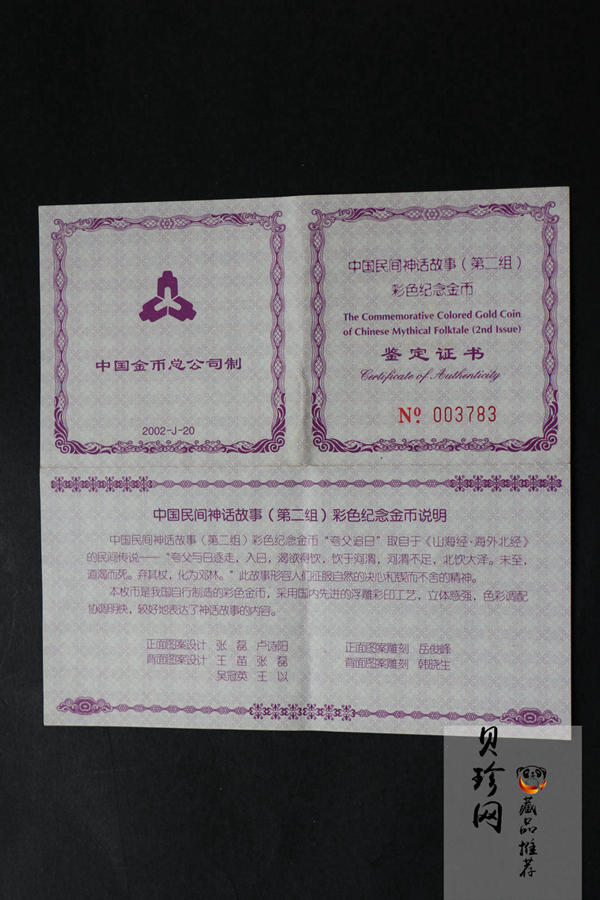 中国金币总公司制
2002-J-20
中国民间神话故事（第二组）
彩色纪念金币
The Commemorative Colored Gold Coin
of Chinese Mythical Folktale (2nd Issue)
鉴定证书
Certificate of Authenticity
Nº 003783
中国民间神话故事（第二组）彩色纪念金币说明
中国民间神话故事（第二组）彩色纪念金币“夸父追日”取自于《山海经·海外北经》
的民间传说——“夸父与日逐走，入日，渴欲有饮，饮于河渭，河渭不足，北饮大泽。未至，
道渴而死。弃其杖，化为邓林。”此故事形容人们征服自然的决心和锲而不舍的精神。
本枚币是我国自行制造的彩色金币，采用国内先进的浮雕彩印工艺，立体感强，色彩调配
协调明快，较好地表达了神话故事的内容。
正面图案设计 张磊 卢诗阳
背面图案设计 王苗 张磊
吴冠英 王以
正面图案雕刻 岳俊峰
背面图案雕刻 韩晓生
贝珍网
藏品推荐